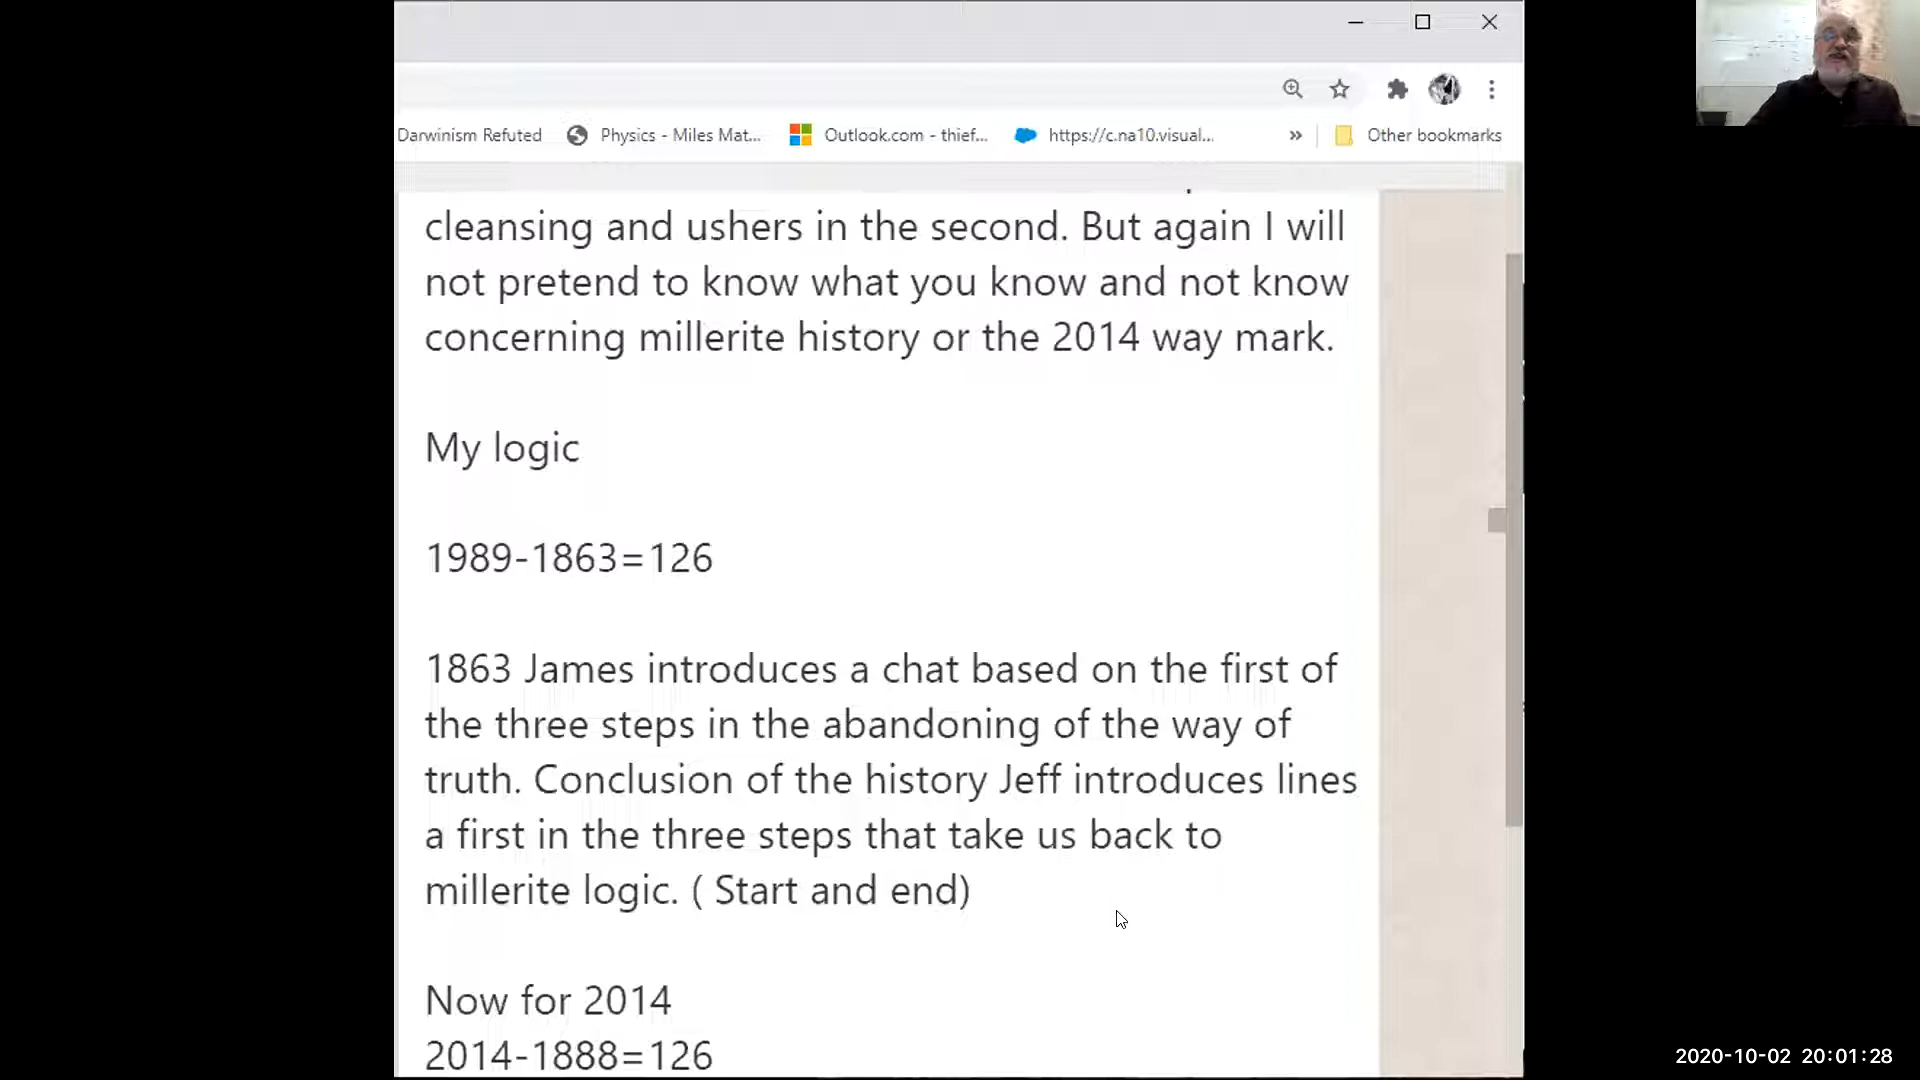 Darwinism Refuted Physics - Miles Mat... Outlook.com - thief... https://c.na10.visual... » Other bookmarks
cleansing and ushers in the second. But again I will
not pretend to know what you know and not know
concerning millerite history or the 2014 way mark.
My logic
1989-1863=126
1863 James introduces a chat based on the first of
the three steps in the abandoning of the way of
truth. Conclusion of the history Jeff introduces lines
a first in the three steps that take us back to
millerite logic. ( Start and end)
Now for 2014
2014-1888=126
2020-10-02 20:01:28